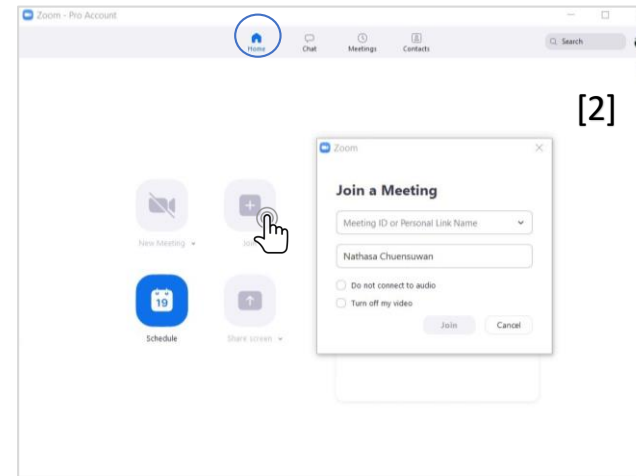 Zoom - Pro Account
Home
Chat
Meetings
Contacts
Search
[2]
Zoom
Join a Meeting
Meeting ID or Personal Link Name
Nathasa Chuensuwan
Do not connect to audio
Turn off my video
Join
Cancel
New Meeting
19
Schedule
Share screen